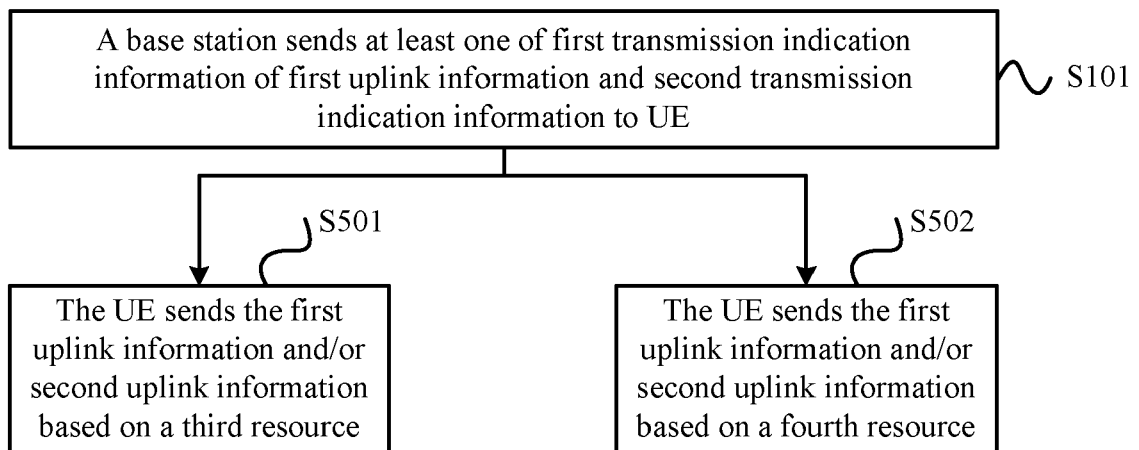 A base station sends at least one of first transmission indication
information of first uplink information and second transmission
indication information to UE
S101
S501
S502
The UE sends the first
uplink information and/or
second uplink information
based on a third resource
The UE sends the first
uplink information and/or
second uplink information
based on a fourth resource